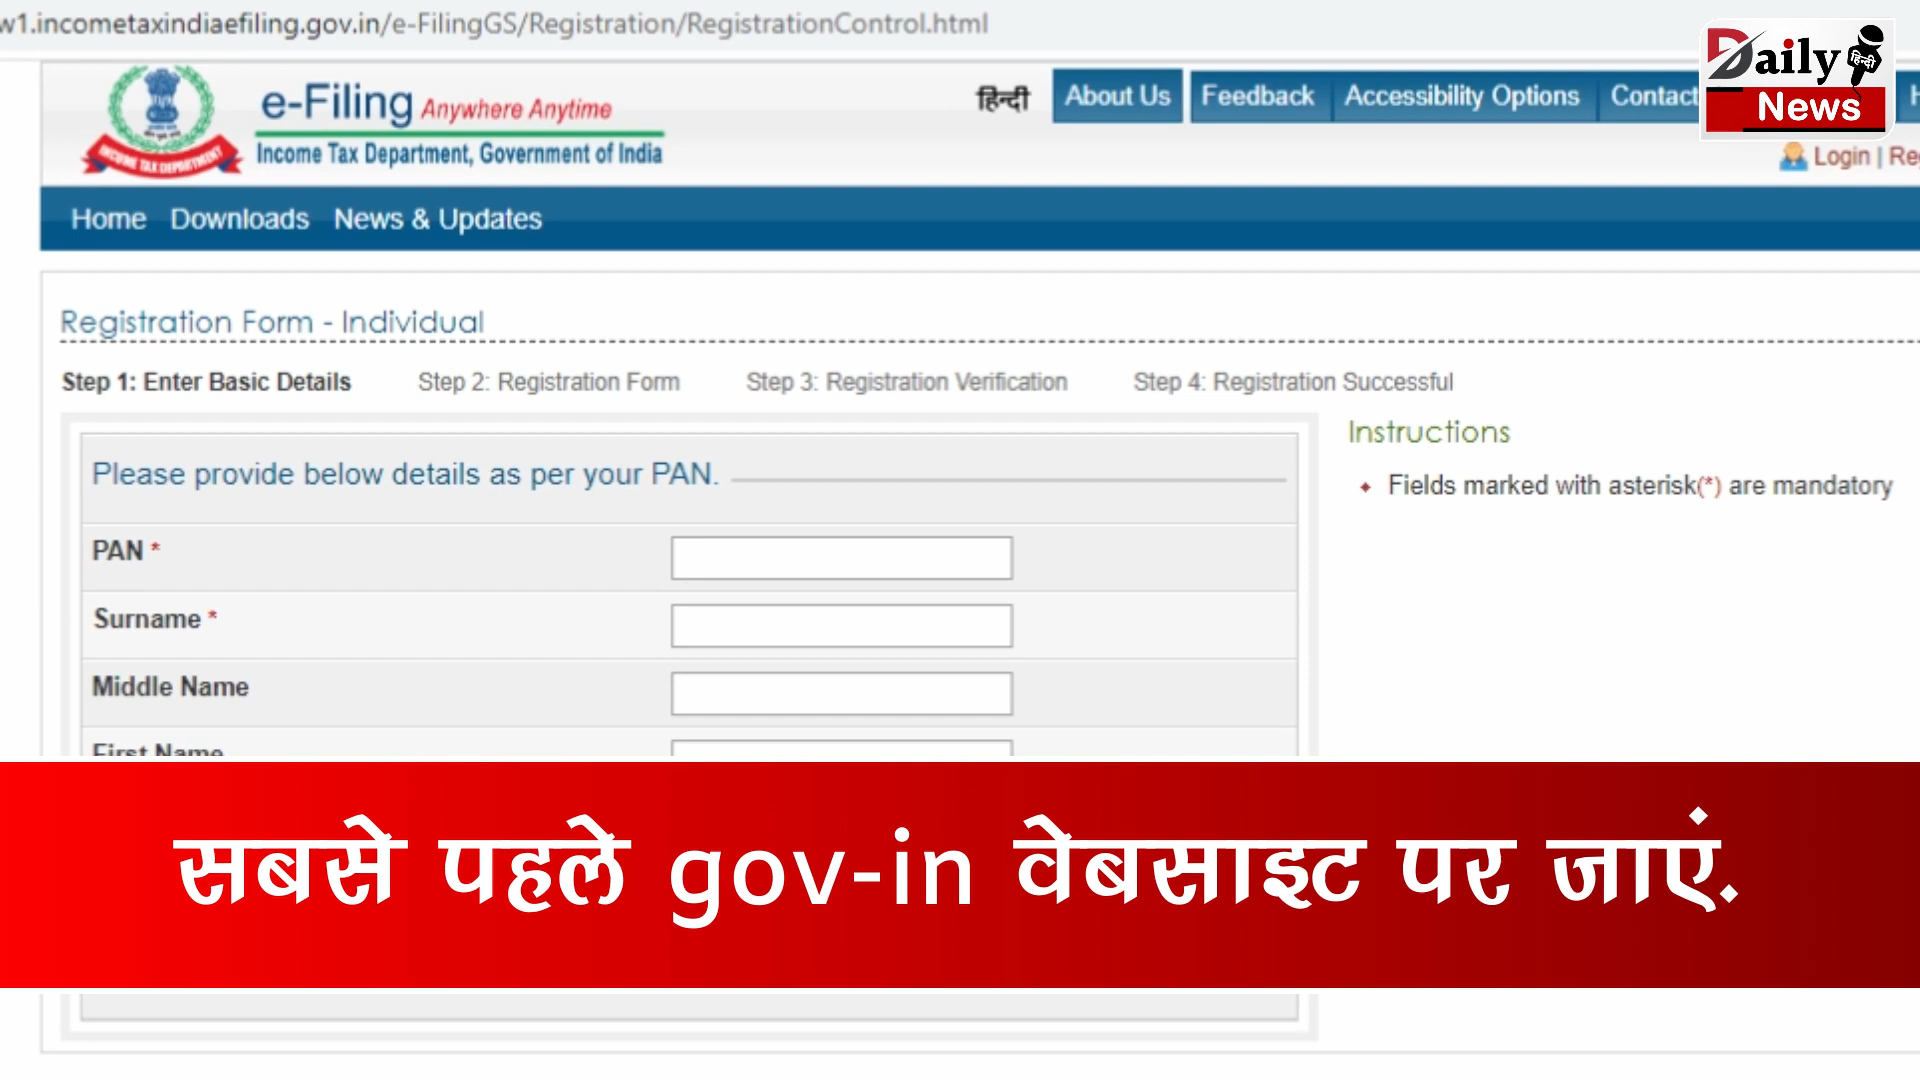 w1.incometaxindiaefiling.gov.in/e-FilingGS/Registration/RegistrationControl.html
Daily हिन्दी
News
e-Filing Anywhere Anytime
Income Tax Department, Government of India
INCOME TAX DEPARTMENT
हिन्दी About Us Feedback Accessibility Options Contact H
Login | Reg
Home Downloads News & Updates
Registration Form - Individual
Step 1: Enter Basic Details Step 2: Registration Form Step 3: Registration Verification Step 4: Registration Successful
Instructions
Fields marked with asterisk(*) are mandatory
Please provide below details as per your PAN.
PAN *
Surname *
Middle Name
First Name
सबसे पहले gov-in वेबसाइट पर जाएं.